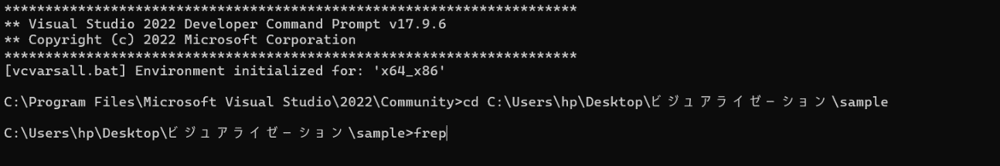 **********************************************************************
** Visual Studio 2022 Developer Command Prompt v17.9.6
** Copyright (c) 2022 Microsoft Corporation
**********************************************************************
[vcvarsall.bat] Environment initialized for: 'x64_x86'
C:\Program Files\Microsoft Visual Studio\2022\Community>cd C:\Users\hp\Desktop\ビジュアライゼーション\sample
C:\Users\hp\Desktop\ビジュアライゼーション\sample>frep